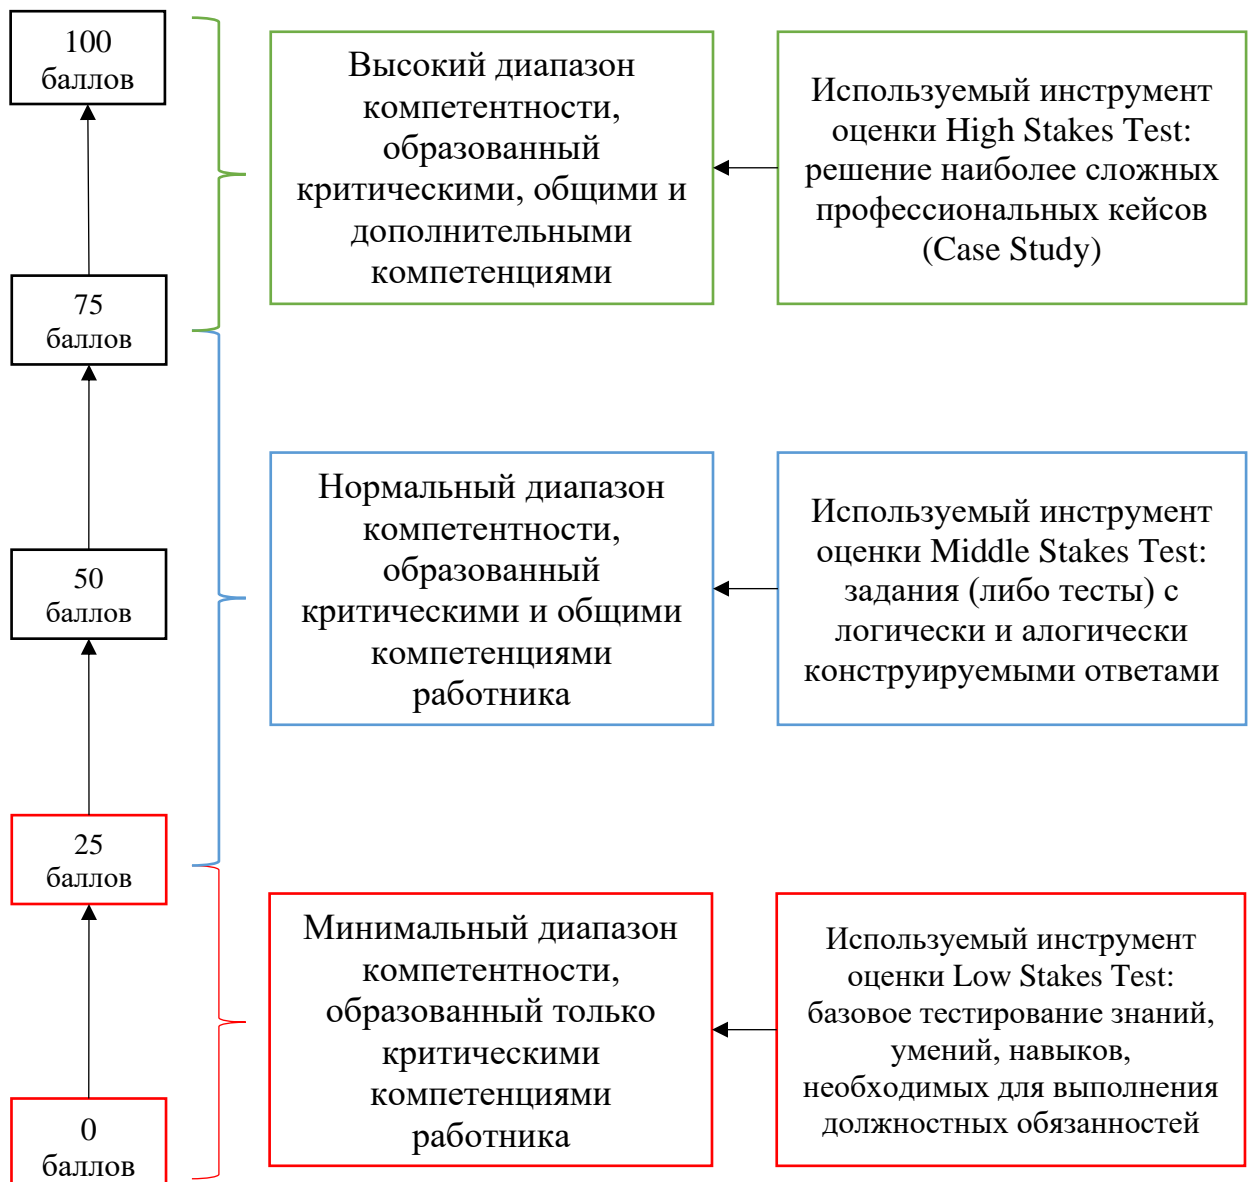 100
баллов
Высокий диапазон
компетентности,
образованный
критическими, общими и
дополнительными
компетенциями
Используемый инструмент
оценки High Stakes Test:
решение наиболее сложных
профессиональных кейсов
(Case Study)
75
баллов
Нормальный диапазон
компетентности,
образованный
критическими и общими
компетенциями
работника
Используемый инструмент
оценки Middle Stakes Test:
задания (либо тесты) с
логически и алогически
конструируемыми ответами
50
баллов
25
баллов
Минимальный диапазон
компетентности,
образованный только
критическими
компетенциями
работника
Используемый инструмент
оценки Low Stakes Test:
базовое тестирование знаний,
умений, навыков,
необходимых для выполнения
должностных обязанностей
0
баллов